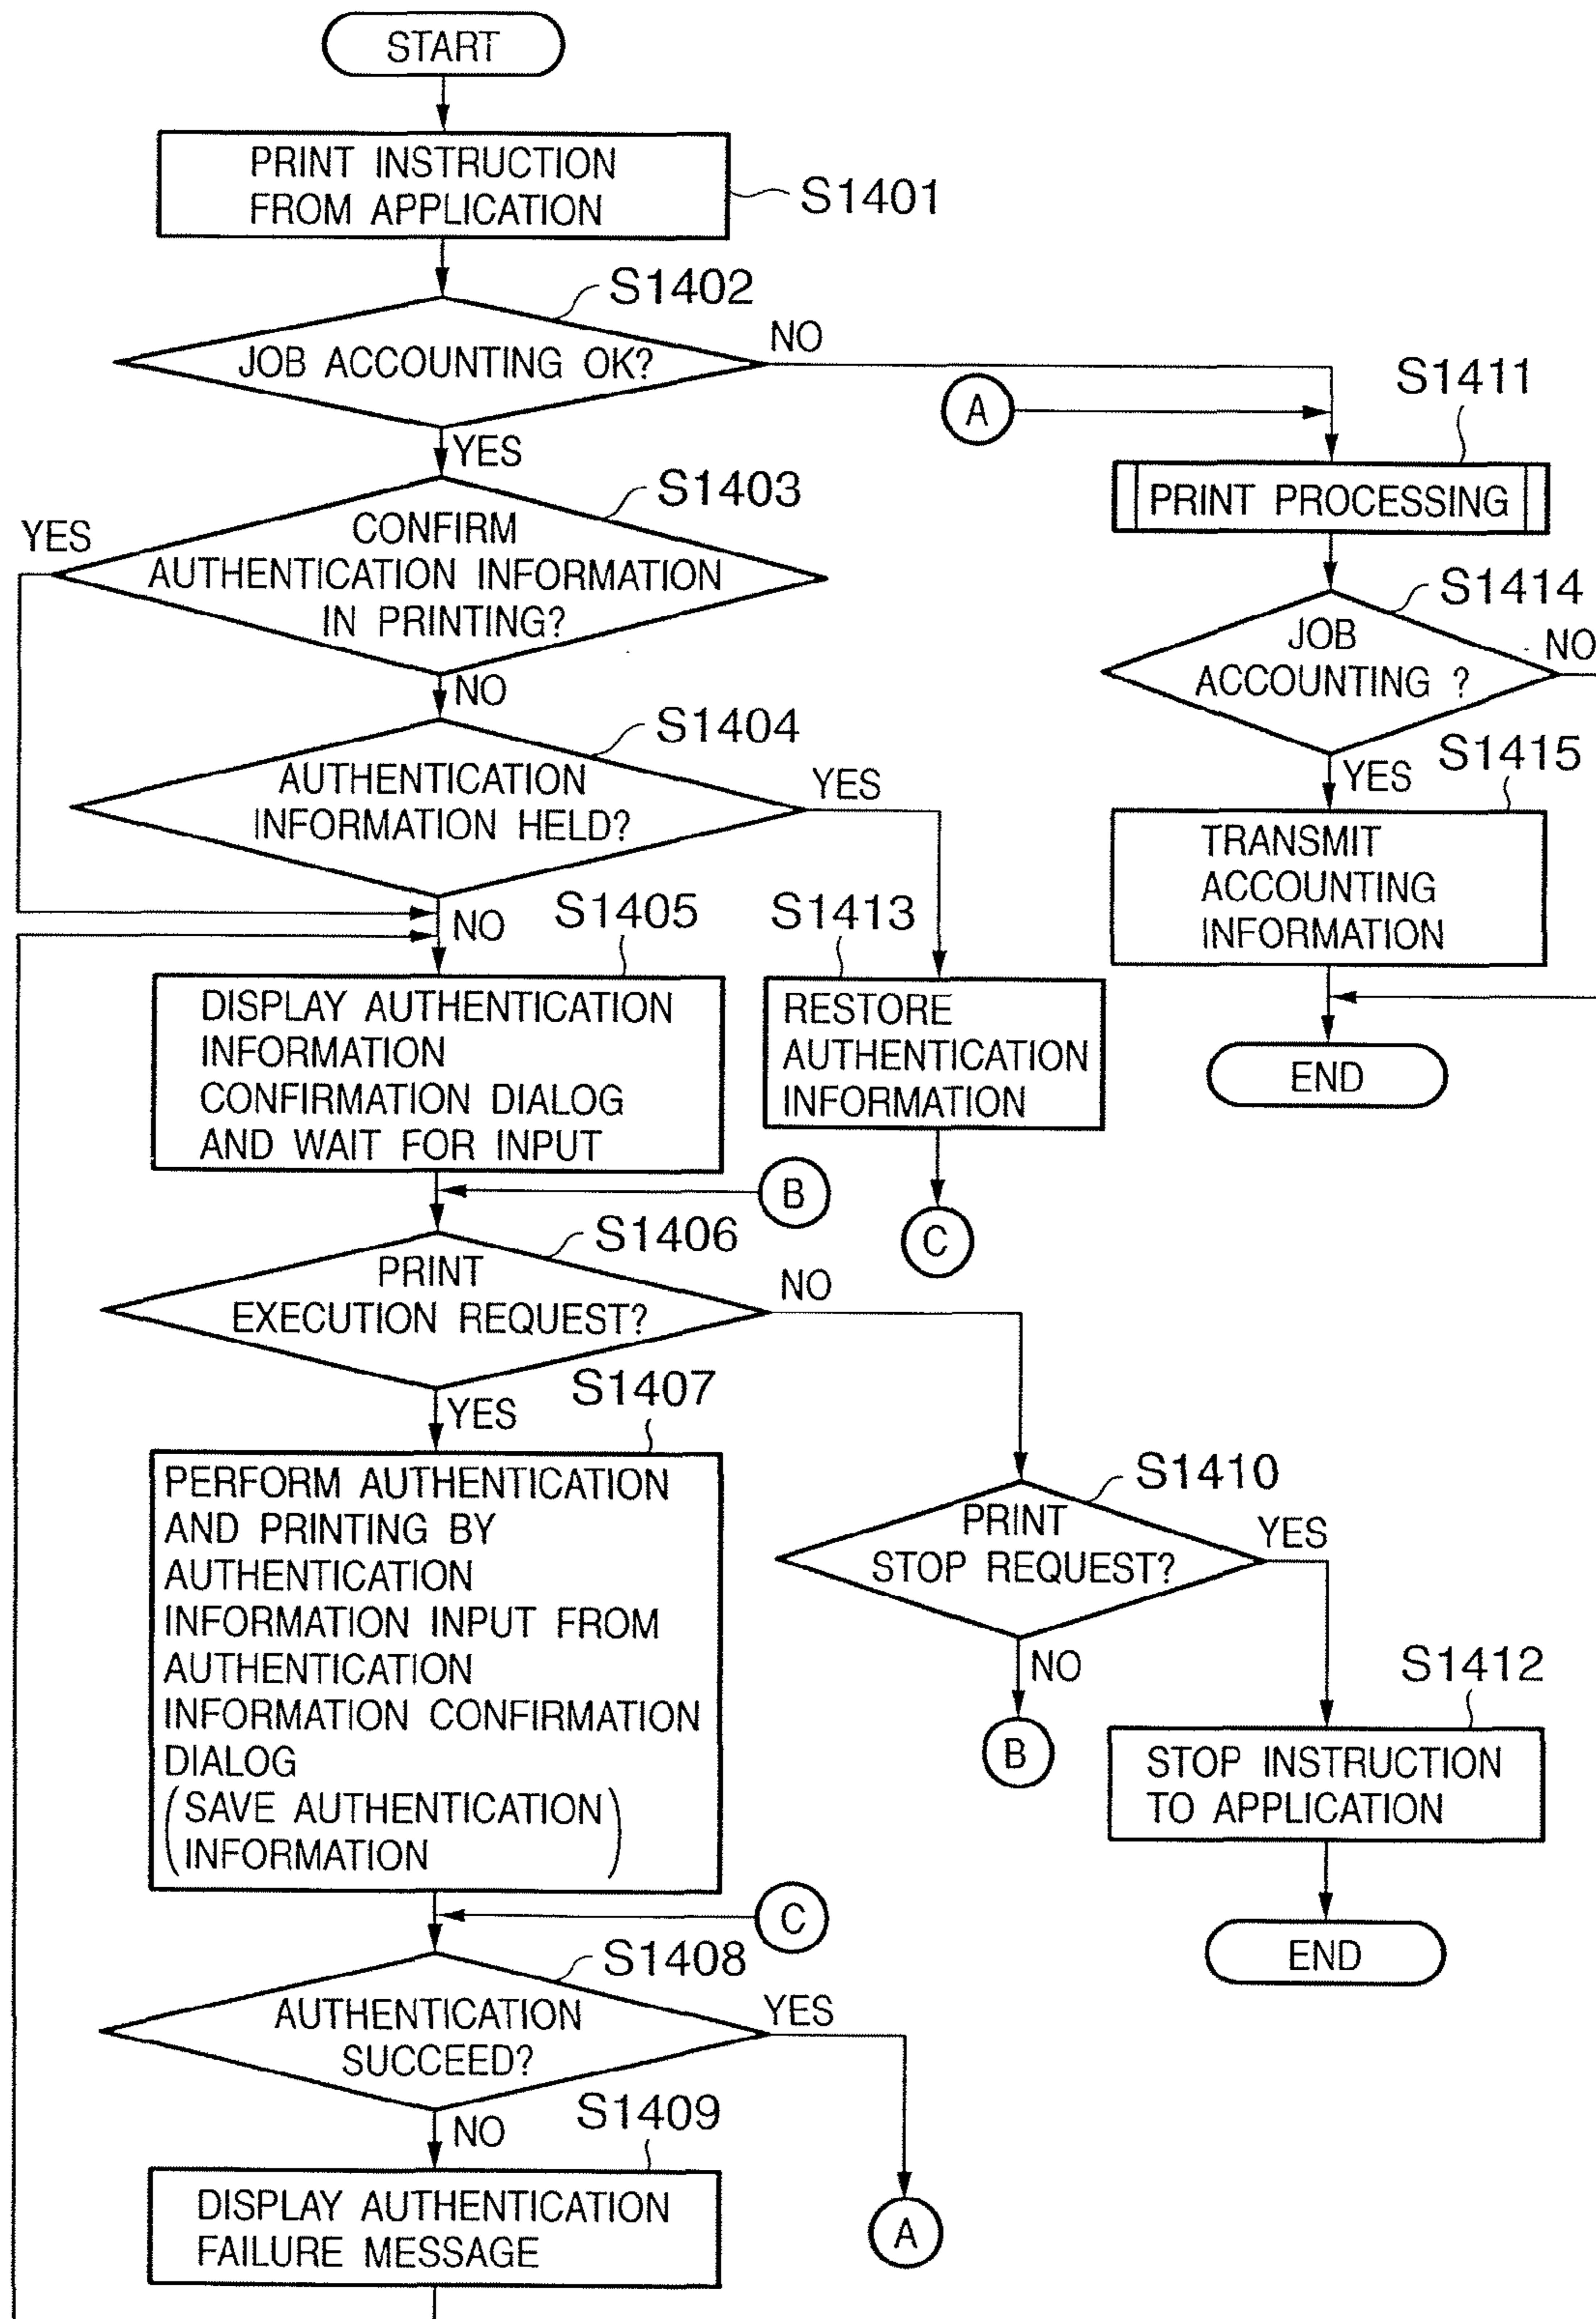 START
PRINT INSTRUCTION
FROM APPLICATION
S1401
S1402
JOB ACCOUNTING OK?
NO
YES
A
S1411
PRINT PROCESSING
S1403
CONFIRM
AUTHENTICATION INFORMATION
IN PRINTING?
YES
NO
S1414
JOB
ACCOUNTING ?
NO
YES
S1404
AUTHENTICATION
INFORMATION HELD?
YES
NO
S1415
TRANSMIT
ACCOUNTING
INFORMATION
END
S1405
DISPLAY AUTHENTICATION
INFORMATION
CONFIRMATION DIALOG
AND WAIT FOR INPUT
S1413
RESTORE
AUTHENTICATION
INFORMATION
B
C
S1406
PRINT
EXECUTION REQUEST?
NO
YES
S1407
PERFORM AUTHENTICATION
AND PRINTING BY
AUTHENTICATION
INFORMATION INPUT FROM
AUTHENTICATION
INFORMATION CONFIRMATION
DIALOG
(SAVE AUTHENTICATION
INFORMATION)
S1410
PRINT
STOP REQUEST?
YES
NO
B
S1412
STOP INSTRUCTION
TO APPLICATION
END
C
S1408
AUTHENTICATION
SUCCEED?
YES
NO
S1409
DISPLAY AUTHENTICATION
FAILURE MESSAGE
A